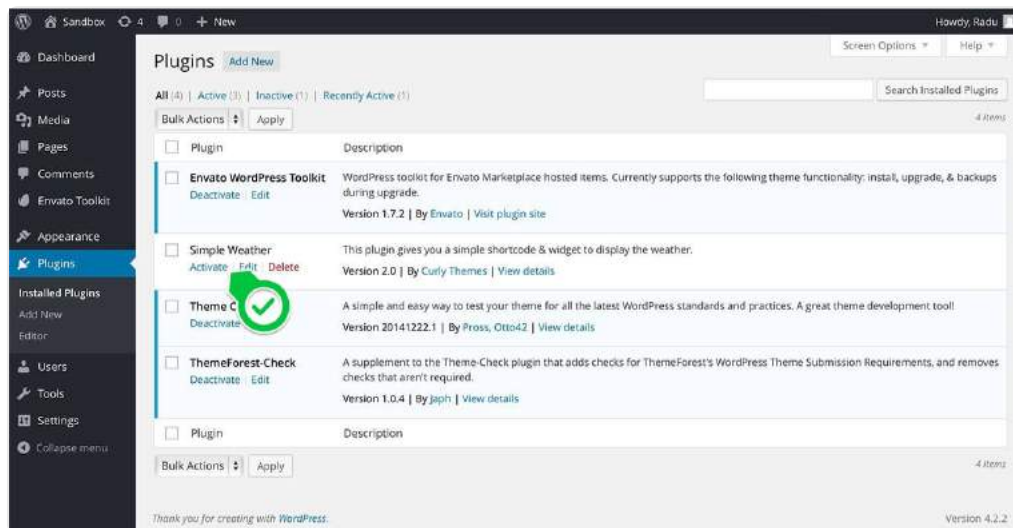 Sandbox 4 0 + New Howdy, Radu
Dashboard
Posts
Media
Pages
Comments
Envato Toolkit
Appearance
Plugins
Installed Plugins
Add New
Editor
Users
Tools
Settings
Collapse menu
Screen Options Help
Plugins Add New
All (4) | Active (3) | Inactive (1) | Recently Active (1)
Search Installed Plugins
Bulk Actions Apply
4 items
Plugin Description
Envato WordPress Toolkit
Deactivate | Edit
WordPress toolkit for Envato Marketplace hosted items. Currently supports the following theme functionality: install, upgrade, & backups
during upgrade.
Version 1.7.2 | By Envato | Visit plugin site
Simple Weather
Activate | Edit | Delete
This plugin gives you a simple shortcode & widget to display the weather.
Version 2.0 | By Curly Themes | View details
Theme C
Deactivate
A simple and easy way to test your theme for all the latest WordPress standards and practices. A great theme development tool!
Version 20141222.1 | By Pross, Otto42 | View details
ThemeForest-Check
Deactivate | Edit
A supplement to the Theme-Check plugin that adds checks for ThemeForest's WordPress Theme Submission Requirements, and removes
checks that aren't required.
Version 1.0.4 | By Japh | View details
Plugin Description
Bulk Actions Apply
4 items
Thank you for creating with WordPress.
Version 4.2.2